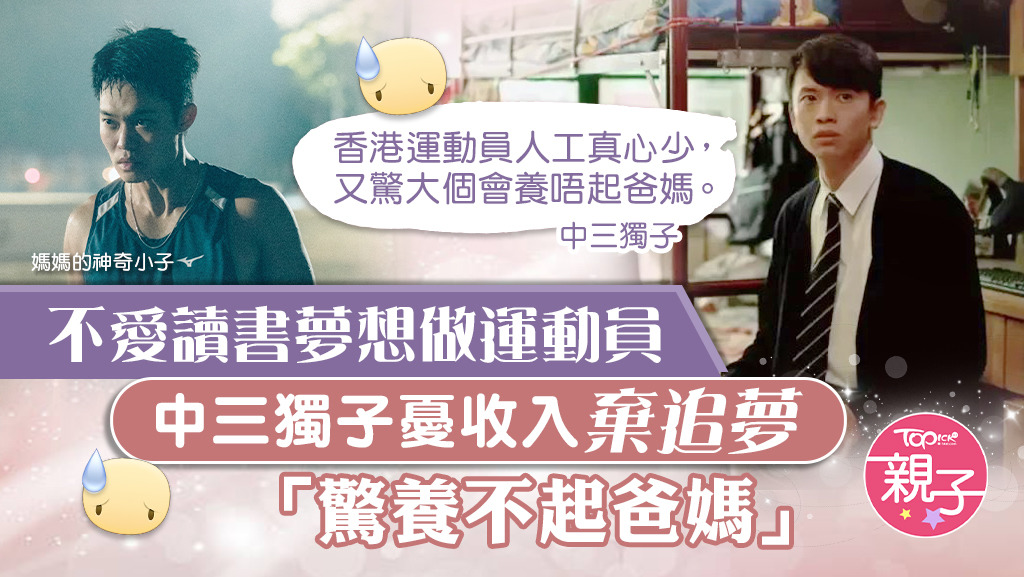 香港運動員人工真心少，
又驚大個會養唔起爸媽。
中三獨子
媽媽的神奇小子
不愛讀書夢想做運動員
中三獨子憂收入棄追夢
「驚養不起爸媽」
TOPick
親子